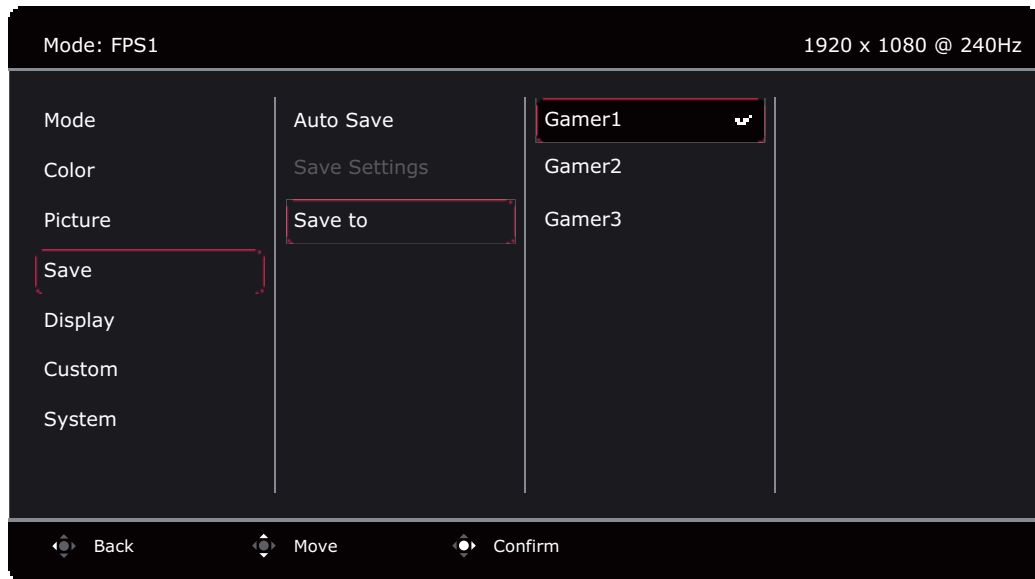 Mode: FPS1
1920 x 1080 @ 240Hz
Mode
Color
Picture
Save
Display
Custom
System
Auto Save
Save Settings
Save to
Gamer1
Gamer2
Gamer3
Back
Move
Confirm